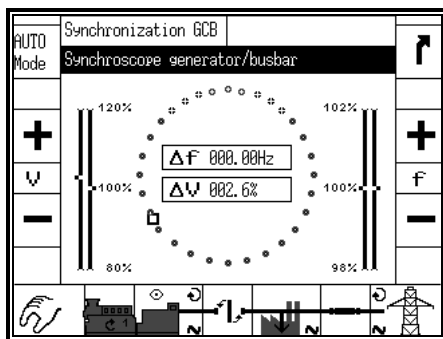 AUTO
Mode
Synchronization GCB
Synchroscope generator/busbar
120%
100%
80%
V
Δf 000.00Hz
ΔV 002.6%
102%
100%
98%
f
1